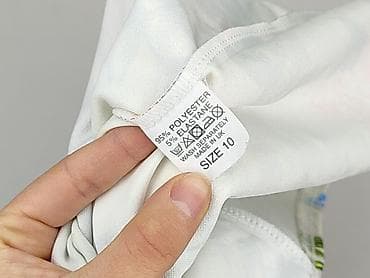 95% POLYESTER
5% ELASTANE
WASH SEPARATELY
MADE IN UK
SIZE 10